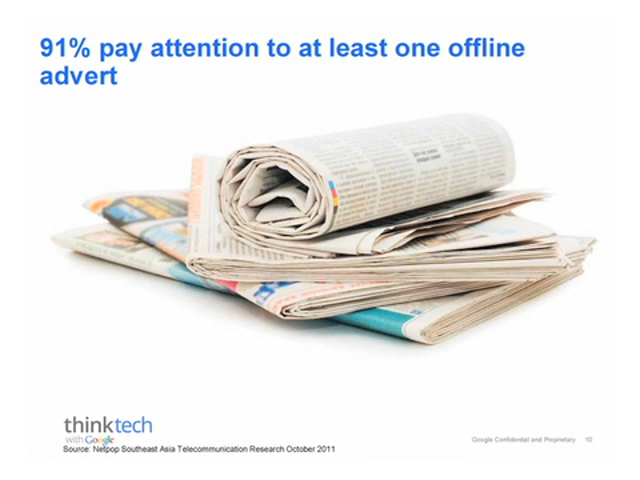 91% pay attention to at least one offline
advert
thinktech
with Google
Source: Netpop Southeast Asia Telecommunication Research October 2011
Google Confidential and Proprietary 10